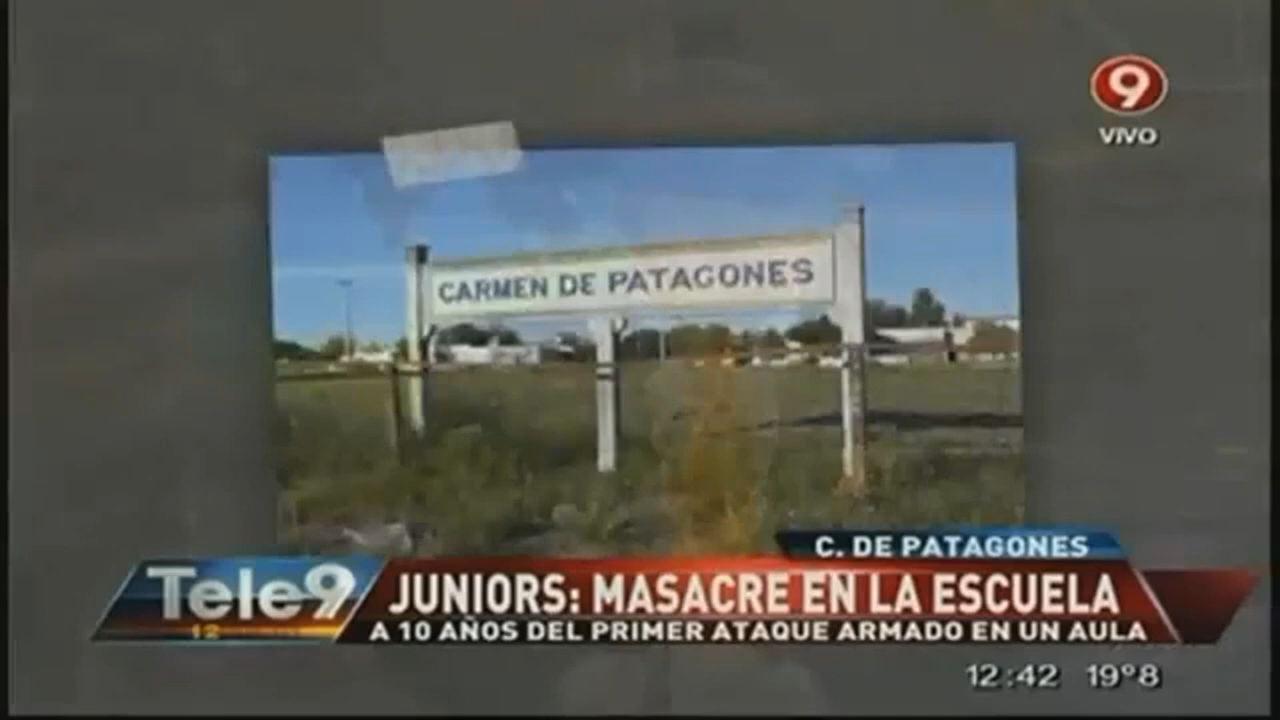 9
VIVO
CARMEN DE PATAGONES
C. DE PATAGONES
Tele9
12
JUNIORS: MASACRE EN LA ESCUELA
A 10 AÑOS DEL PRIMER ATAQUE ARMADO EN UN AULA
12:42 19°8